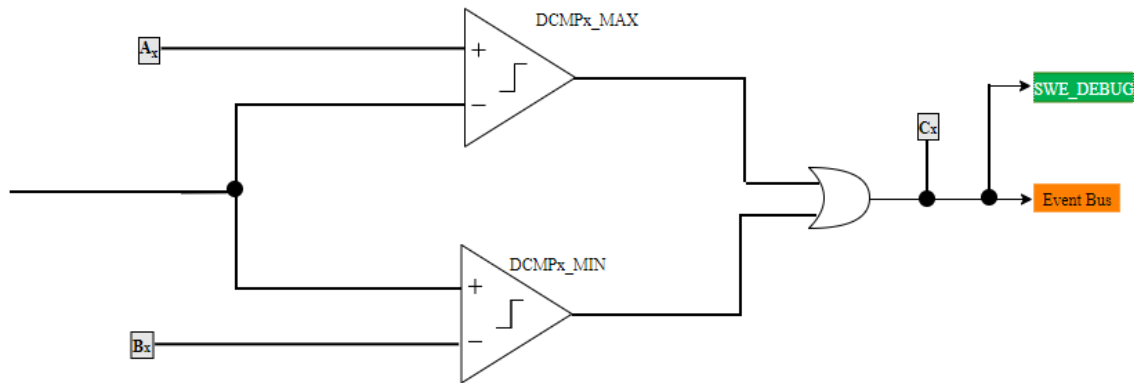 DCMPx_MAX
Ax
+
−
SWE_DEBUG
Cx
Event Bus
DCMPx_MIN
+
−
Bx